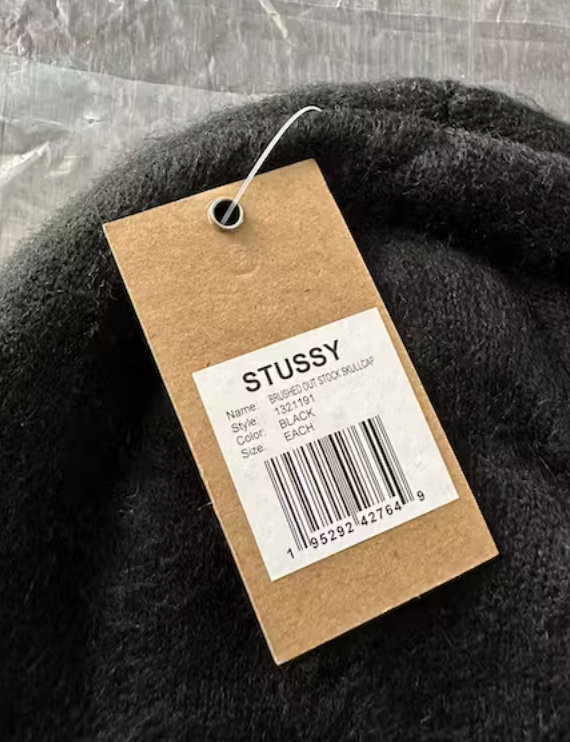 STUSSY
Name: BRUSHED OUT STOCK SKULLCAP
Style: 1321191
Color: BLACK
Size: EACH
1 95292 42764 9